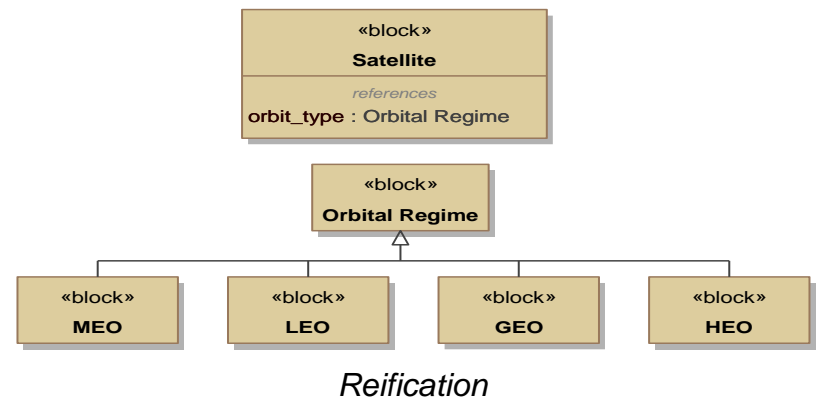 «block»
Satellite
references
orbit_type : Orbital Regime
«block»
Orbital Regime
«block»
MEO
«block»
LEO
«block»
GEO
«block»
HEO
Reification